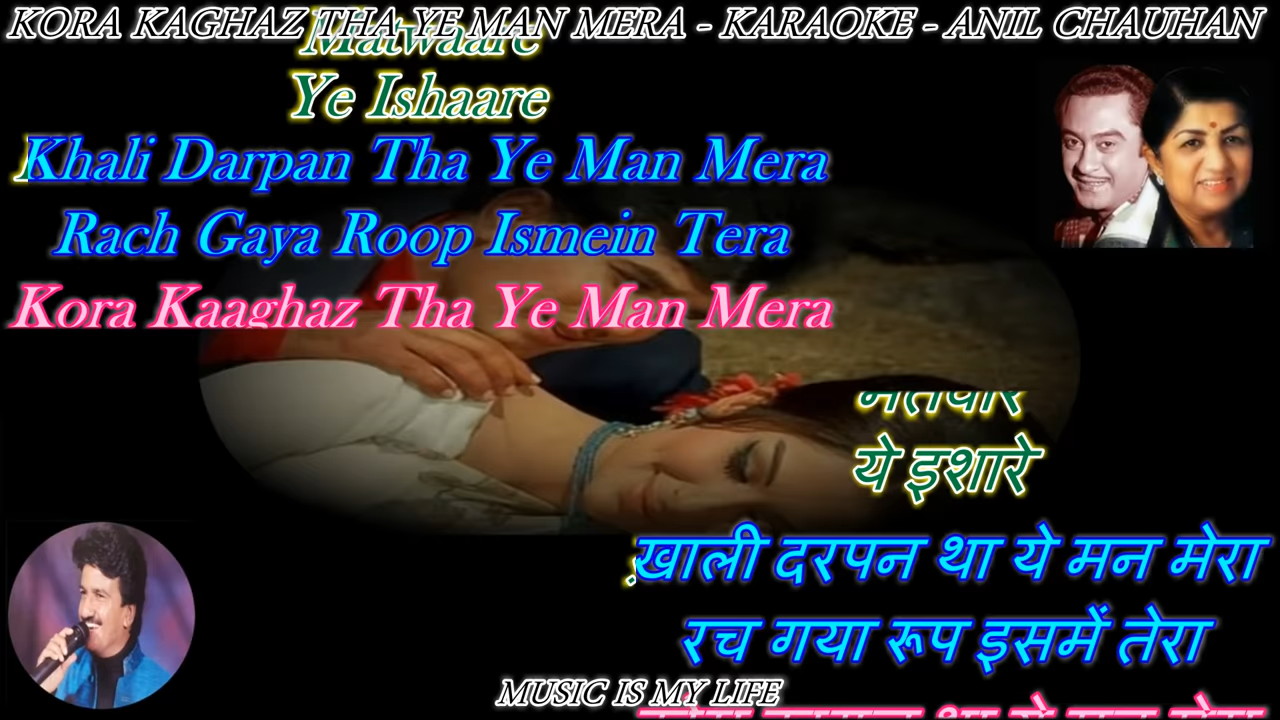 KORA KAGHAZ THA YE MAN MERA - KARAOKE - ANIL CHAUHAN
Matwaare
Ye Ishaare
Khali Darpan Tha Ye Man Mera
Rach Gaya Roop Ismein Tera
Kora Kaaghaz Tha Ye Man Mera
मतवारे
ये इशारे
खाली दरपन था ये मन मेरा
रच गया रूप इसमें तेरा
MUSIC IS MY LIFE